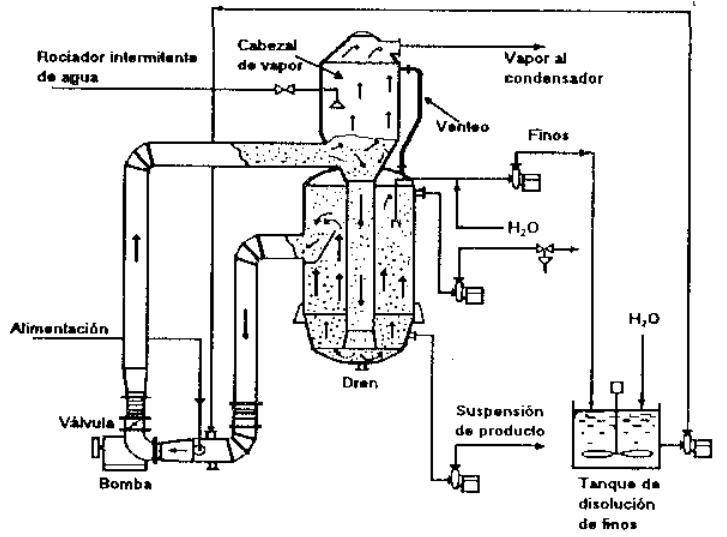 Rociador intermitente
de agua
Cabezal
de vapor
Vapor al
condensador
Venteo
Finos
H₂O
H₂O
Alimentación
Dren
Válvula
Bomba
Suspensión
de producto
Tanque de
disolución
de finos